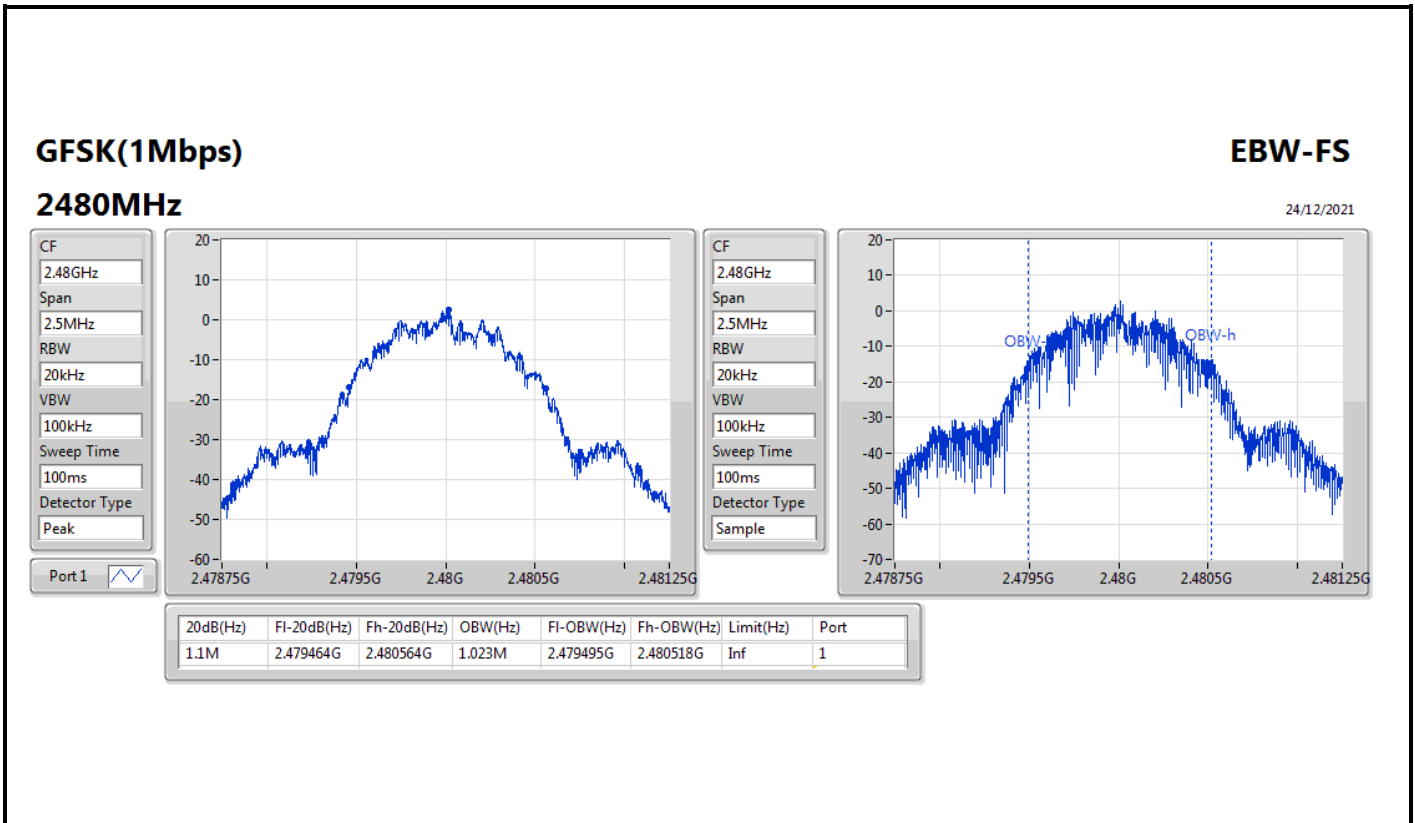 GFSK(1Mbps)
EBW-FS
2480MHz
24/12/2021
CF
2.48GHz
Span
2.5MHz
RBW
20kHz
VBW
100kHz
Sweep Time
100ms
Detector Type
Peak
Port 1
20
10
0
-10
-20
-30
-40
-50
-60
2.47875G 2.4795G 2.48G 2.4805G 2.48125G
CF
2.48GHz
Span
2.5MHz
RBW
20kHz
VBW
100kHz
Sweep Time
100ms
Detector Type
Sample
20
10
0
-10
-20
-30
-40
-50
-60
-70
OBW-
OBW-h
2.47875G 2.4795G 2.48G 2.4805G 2.48125G
20dB(Hz) Fl-20dB(Hz) Fh-20dB(Hz) OBW(Hz) Fl-OBW(Hz) Fh-OBW(Hz) Limit(Hz) Port
1.1M 2.479464G 2.480564G 1.023M 2.479495G 2.480518G Inf 1